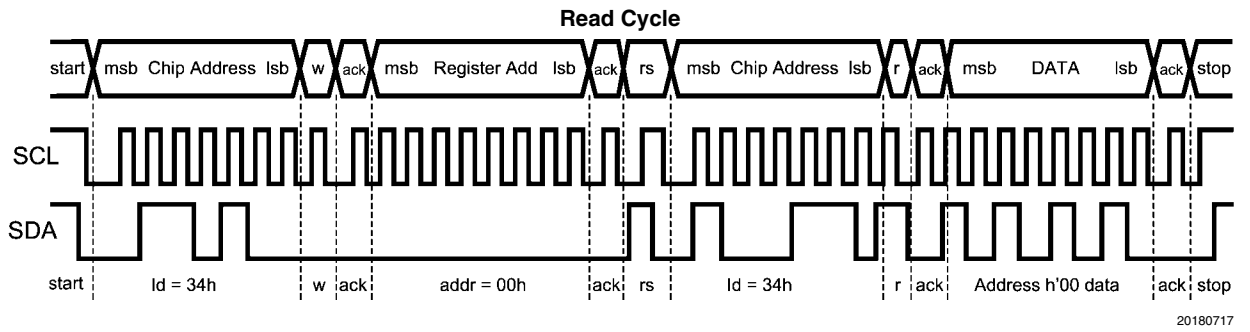 Read Cycle
start msb Chip Address lsb w ack msb Register Add lsb ack rs msb Chip Address lsb r ack msb DATA lsb ack stop
SCL
SDA
start Id = 34h w ack addr = 00h ack rs Id = 34h r ack Address h'00 data ack stop
20180717